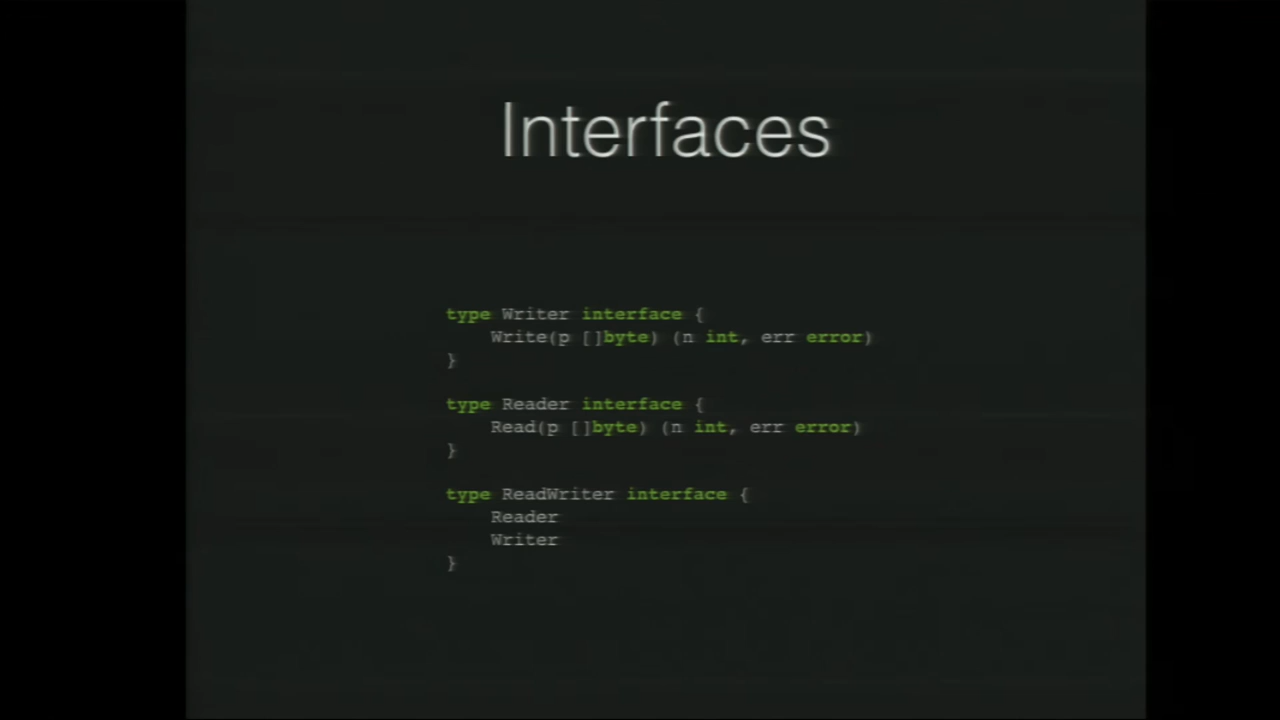 Interfaces
type Writer interface {
    Write(p []byte) (n int, err error)
}
type Reader interface {
    Read(p []byte) (n int, err error)
}
type ReadWriter interface {
    Reader
    Writer
}